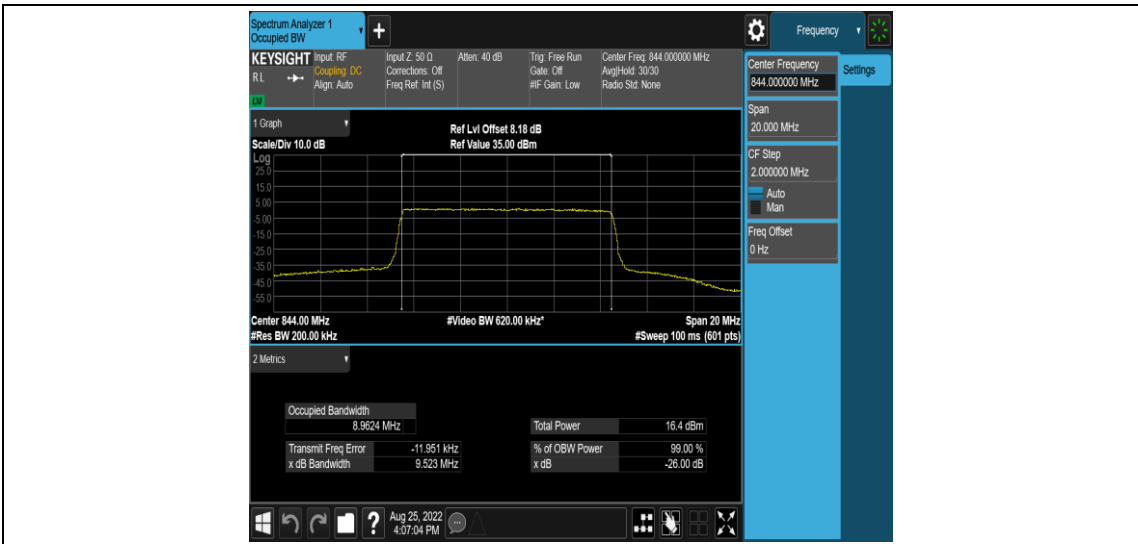 Spectrum Analyzer 1
Occupied BW
+
Frequency
KEYSIGHT
RL
LXI
Input: RF
Coupling: DC
Align: Auto
Input Z: 50 Ω
Corrections: Off
Freq Ref: Int (S)
Atten: 40 dB
Trig: Free Run
Gate: Off
#IF Gain: Low
Center Freq: 844.000000 MHz
Avg|Hold: 30/30
Radio Std: None
Center Frequency
844.000000 MHz
Settings
Span
20.000 MHz
CF Step
2.000000 MHz
Auto
Man
Freq Offset
0 Hz
1 Graph
Scale/Div 10.0 dB
Ref Lvl Offset 8.18 dB
Ref Value 35.00 dBm
Log
25.0
15.0
5.00
-5.00
-15.0
-25.0
-35.0
-45.0
-55.0
Center 844.00 MHz
#Video BW 620.00 kHz*
Span 20 MHz
#Res BW 200.00 kHz
#Sweep 100 ms (601 pts)
2 Metrics
Occupied Bandwidth
8.9624 MHz
Total Power 16.4 dBm
Transmit Freq Error -11.951 kHz
% of OBW Power 99.00 %
x dB Bandwidth 9.523 MHz
x dB -26.00 dB
?
Aug 25, 2022
4:07:04 PM